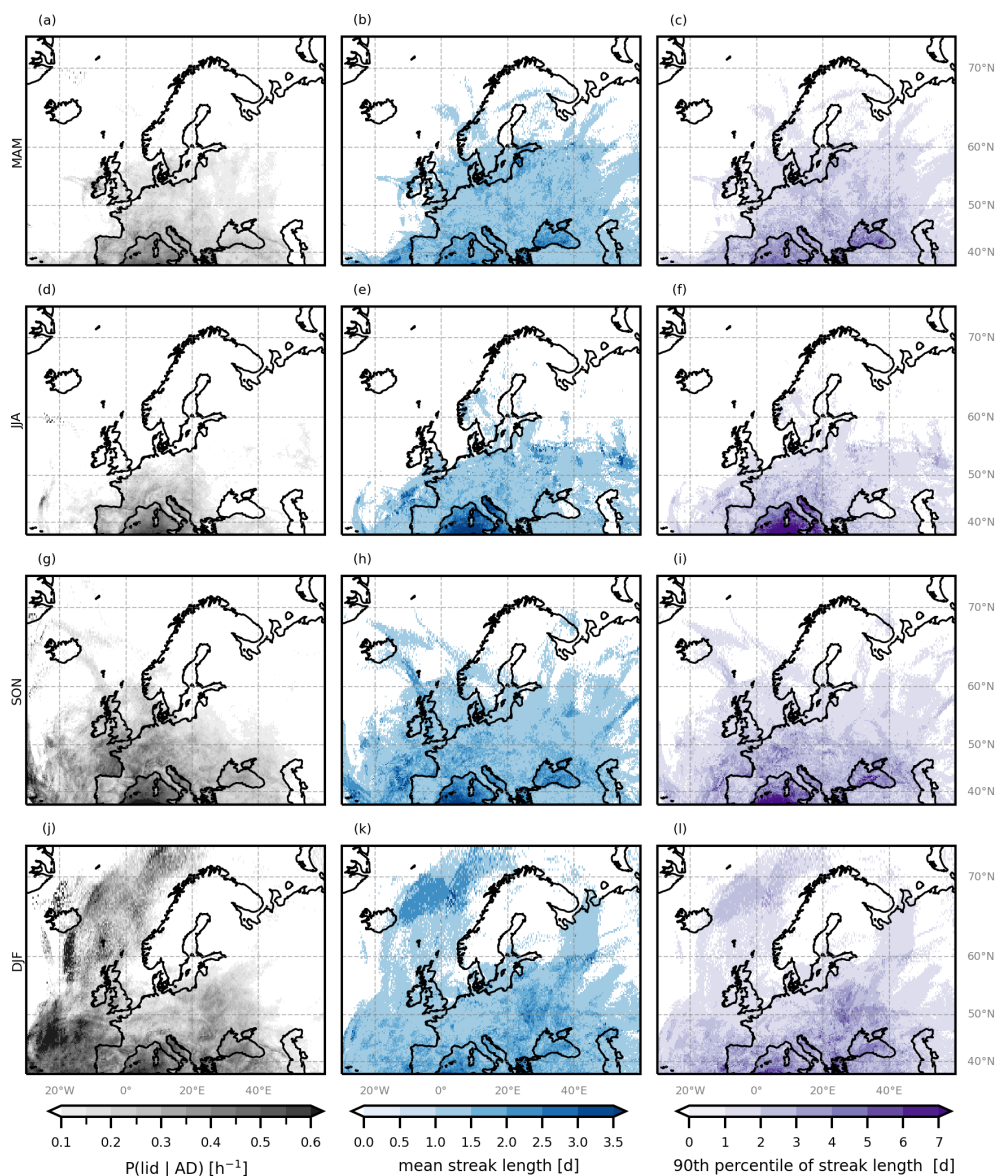 (a) (b) (c)
MAM
70°N
60°N
50°N
40°N
(d) (e) (f)
JJA
70°N
60°N
50°N
40°N
(g) (h) (i)
SON
70°N
60°N
50°N
40°N
(j) (k) (l)
DJF
70°N
60°N
50°N
40°N
20°W 0° 20°E 40°E 20°W 0° 20°E 40°E 20°W 0° 20°E 40°E
0.1 0.2 0.3 0.4 0.5 0.6 0.0 0.5 1.0 1.5 2.0 2.5 3.0 3.5 0 1 2 3 4 5 6 7
P(lid | AD) [h⁻¹] mean streak length [d] 90th percentile of streak length [d]